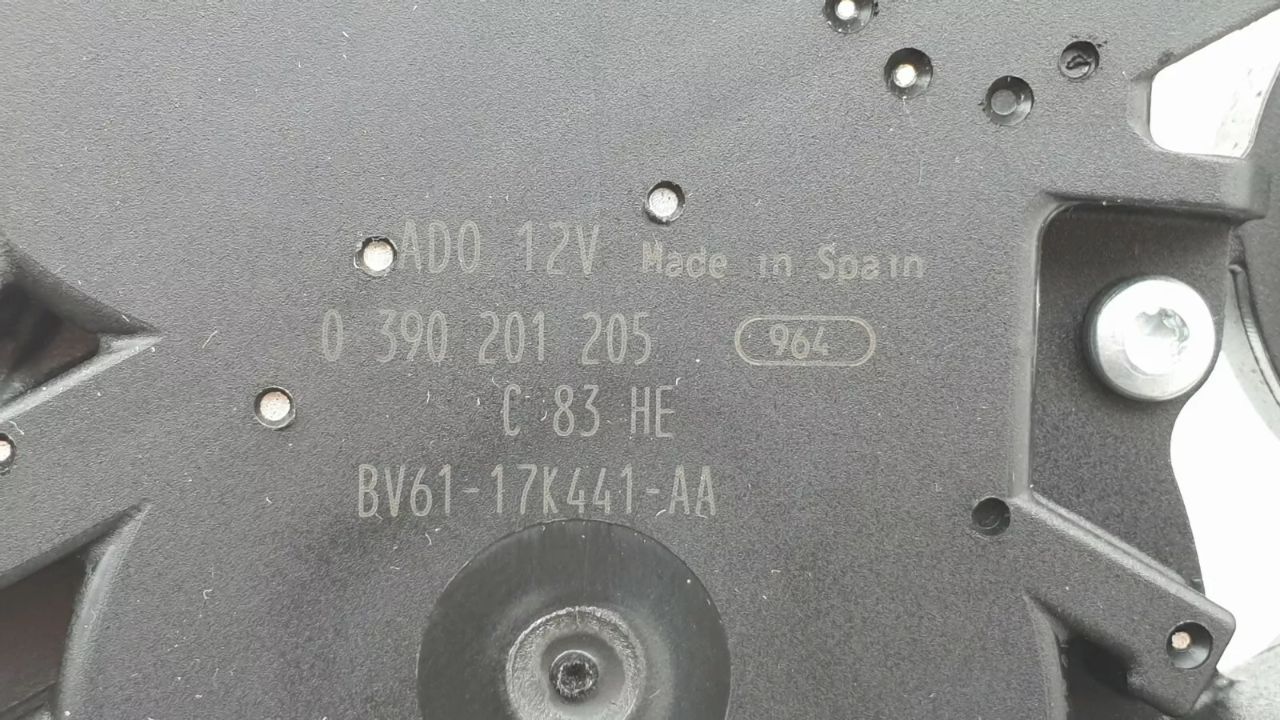 ADO 12V Made in Spain
0 390 201 205 964
C 83 HE
BV61-17K441-AA